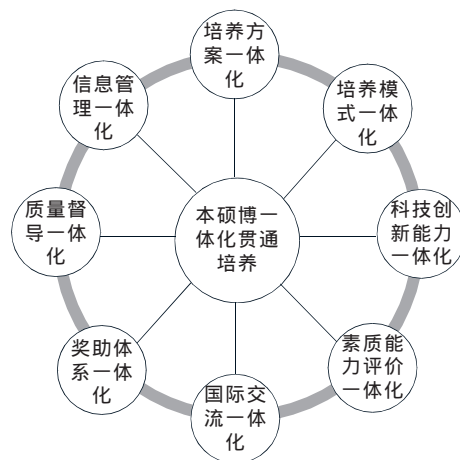 培养方
案一体
化
信息管
理一体
化
培养模
式一体
化
质量督
导一体
化
本硕博一
体化贯通
培养
科技创
新能力
一体化
奖助体
系一体
化
素质能
力评价
一体化
国际交
流一体
化